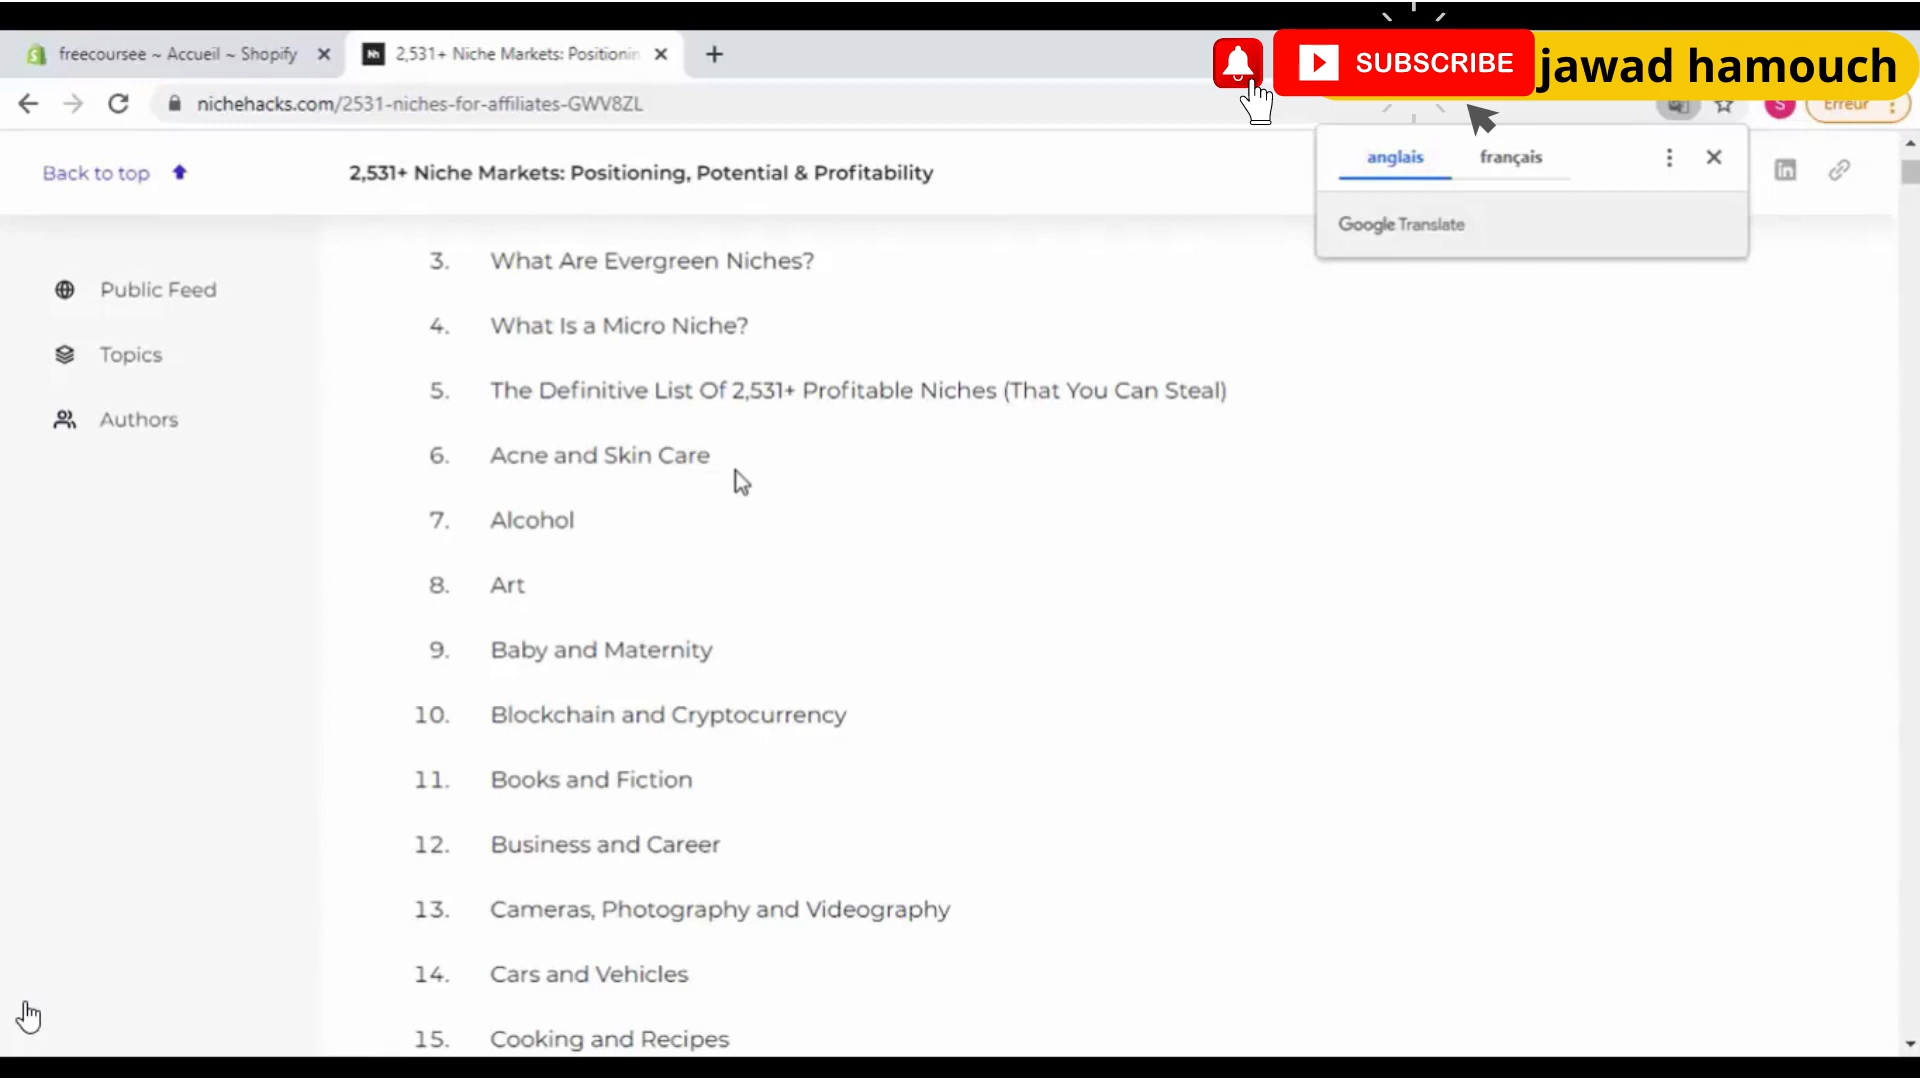 freecoursee ~ Accueil ~ Shopify
2,531+ Niche Markets: Positionin
SUBSCRIBE
jawad hamouch
nichehacks.com/2531-niches-for-affiliates-GWV8ZL
S
Erreur
Back to top
2,531+ Niche Markets: Positioning, Potential & Profitability
anglais
français
Google Translate
Public Feed
Topics
Authors
3. What Are Evergreen Niches?
4. What Is a Micro Niche?
5. The Definitive List Of 2,531+ Profitable Niches (That You Can Steal)
6. Acne and Skin Care
7. Alcohol
8. Art
9. Baby and Maternity
10. Blockchain and Cryptocurrency
11. Books and Fiction
12. Business and Career
13. Cameras, Photography and Videography
14. Cars and Vehicles
15. Cooking and Recipes